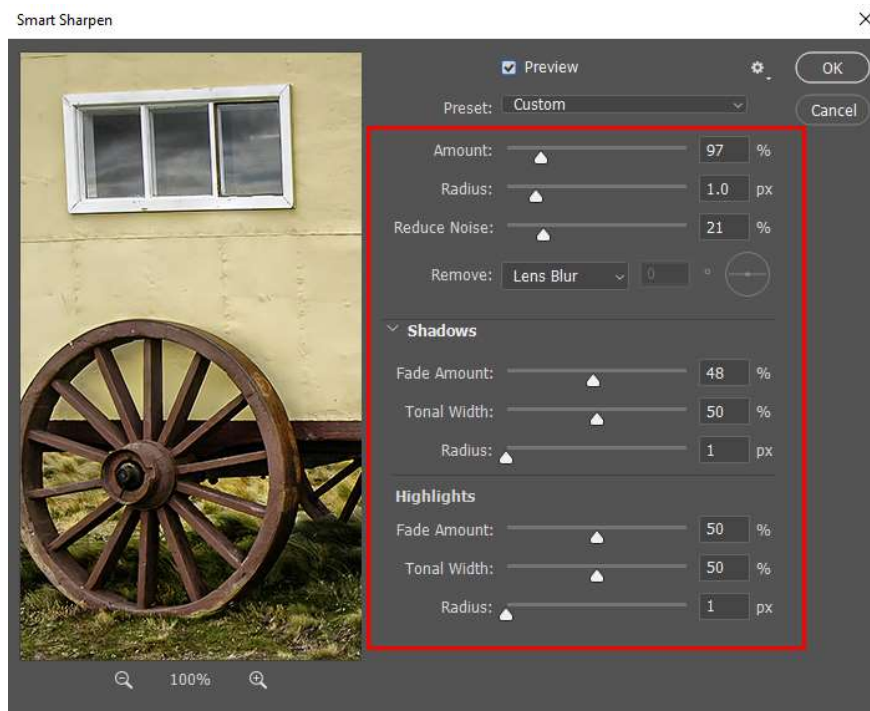 Smart Sharpen
Preview
OK
Preset: Custom
Cancel
Amount: 97 %
Radius: 1.0 px
Reduce Noise: 21 %
Remove: Lens Blur 0 °
Shadows
Fade Amount: 48 %
Tonal Width: 50 %
Radius: 1 px
Highlights
Fade Amount: 50 %
Tonal Width: 50 %
Radius: 1 px
100%